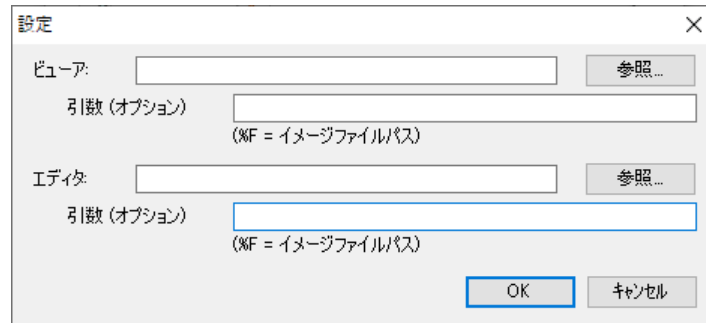 設定
ビューア: 参照...
引数 (オプション)
(%F = イメージファイルパス)
エディタ: 参照...
引数 (オプション)
(%F = イメージファイルパス)
OK キャンセル